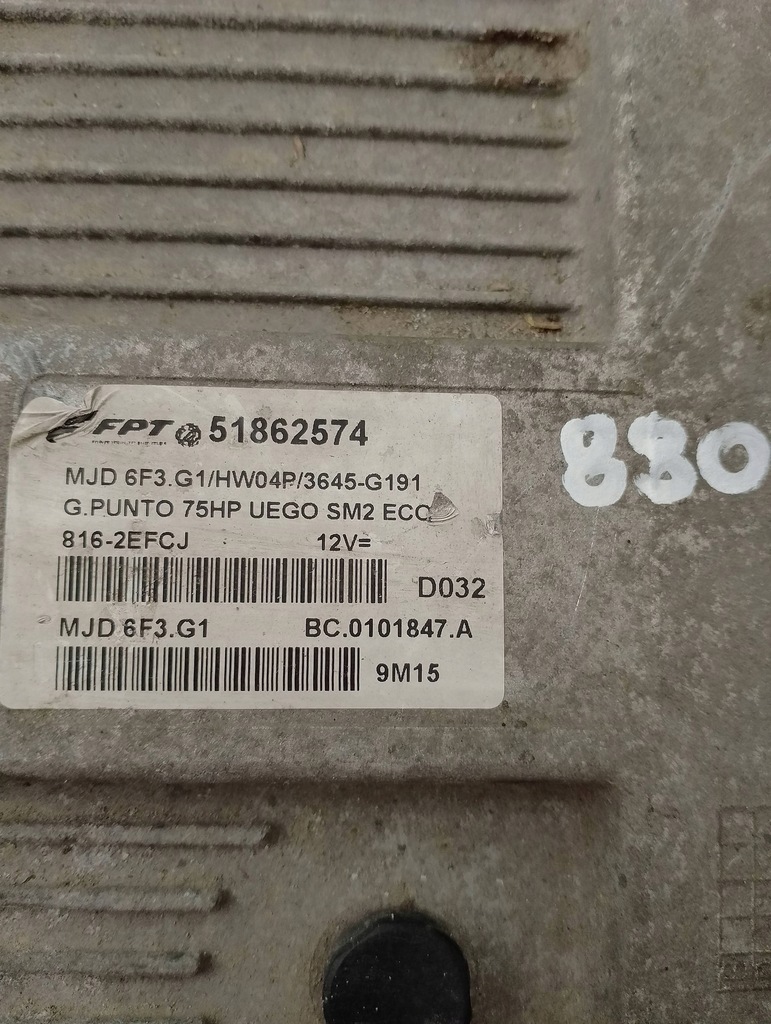 FPT 51862574
MJD 6F3.G1/HW04P/3645-G191
G.PUNTO 75HP UEGO SM2 ECO
816-2EFCJ 12V=
D032
MJD 6F3.G1 BC.0101847.A
9M15
880